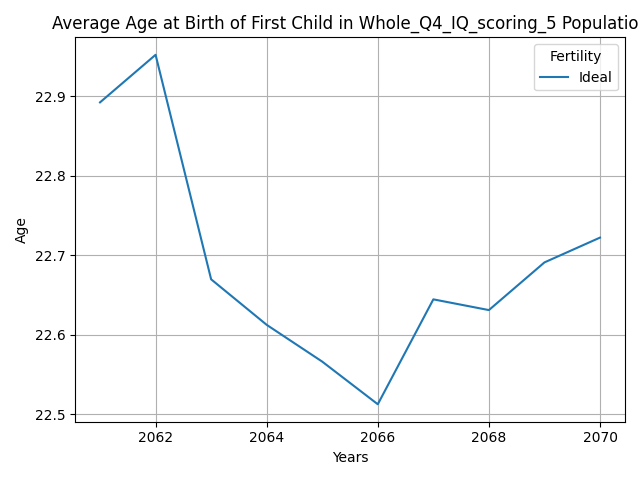 Average Age at Birth of First Child in Whole_Q4_IQ_scoring_5 Populatio
Fertility
Ideal
22.9
22.8
22.7
22.6
22.5
Age
2062 2064 2066 2068 2070
Years